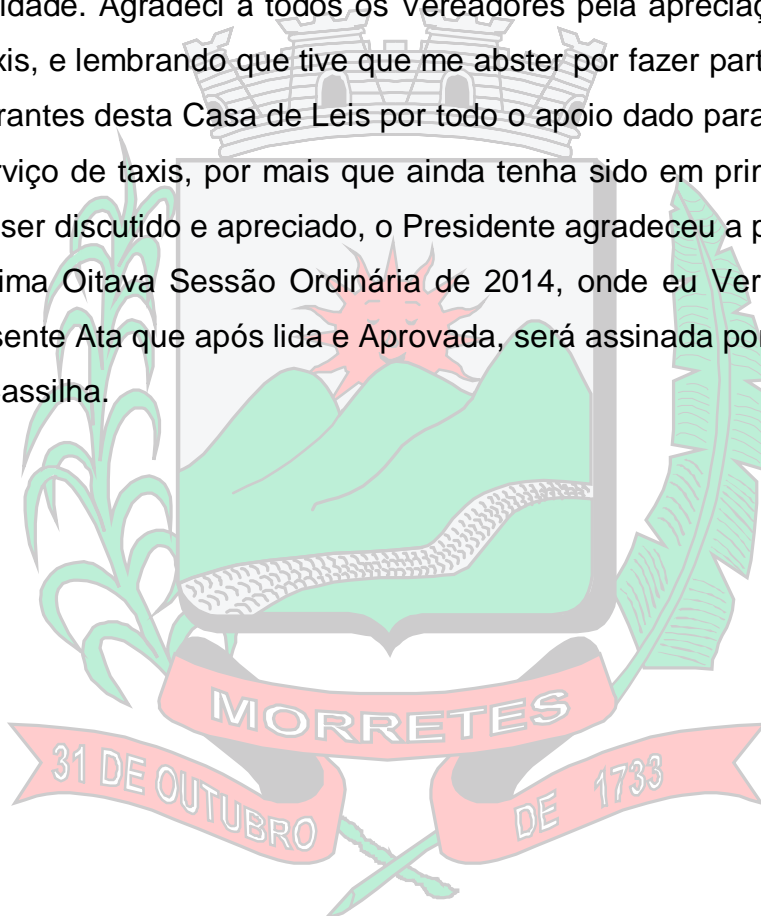 idade. Agradeci a todos os Vereadores pela apreciaç
xis, e lembrando que tive que me abster por fazer part
rantes desta Casa de Leis por todo o apoio dado para
rviço de taxis, por mais que ainda tenha sido em prin
ser discutido e apreciado, o Presidente agradeceu a p
ima Oitava Sessão Ordinária de 2014, onde eu Ver
sente Ata que após lida e Aprovada, será assinada por
assilha.
MORRETES
31 DE OUTUBRO DE 1733